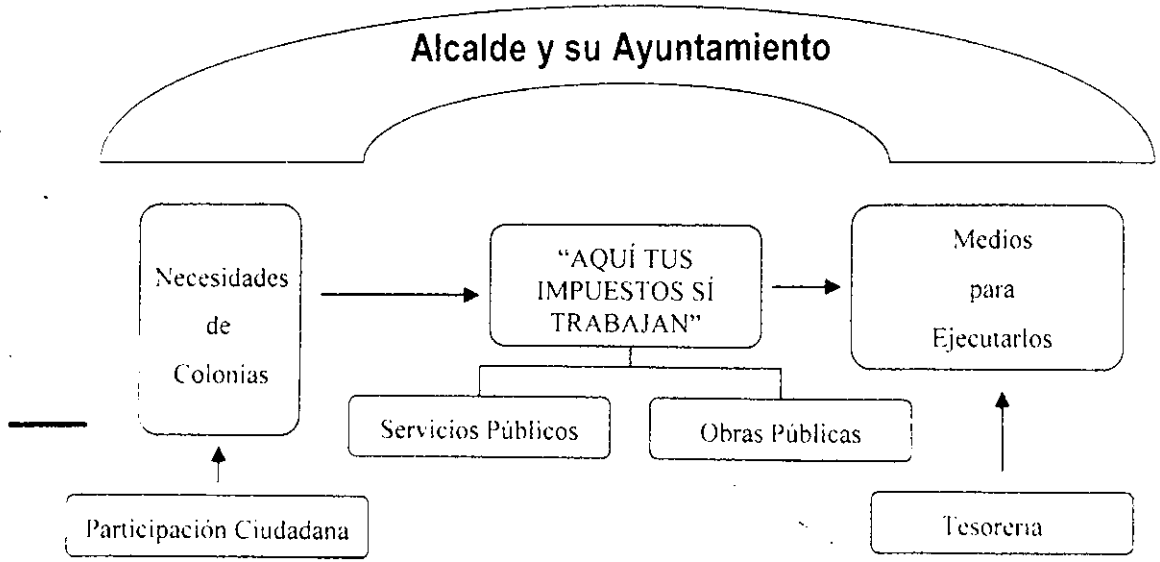 Alcalde y su Ayuntamiento
Necesidades
de
Colonias
“AQUÍ TUS
IMPUESTOS SÍ
TRABAJAN”
Medios
para
Ejecutarlos
Servicios Públicos
Obras Públicas
Participación Ciudadana
Tesoreria